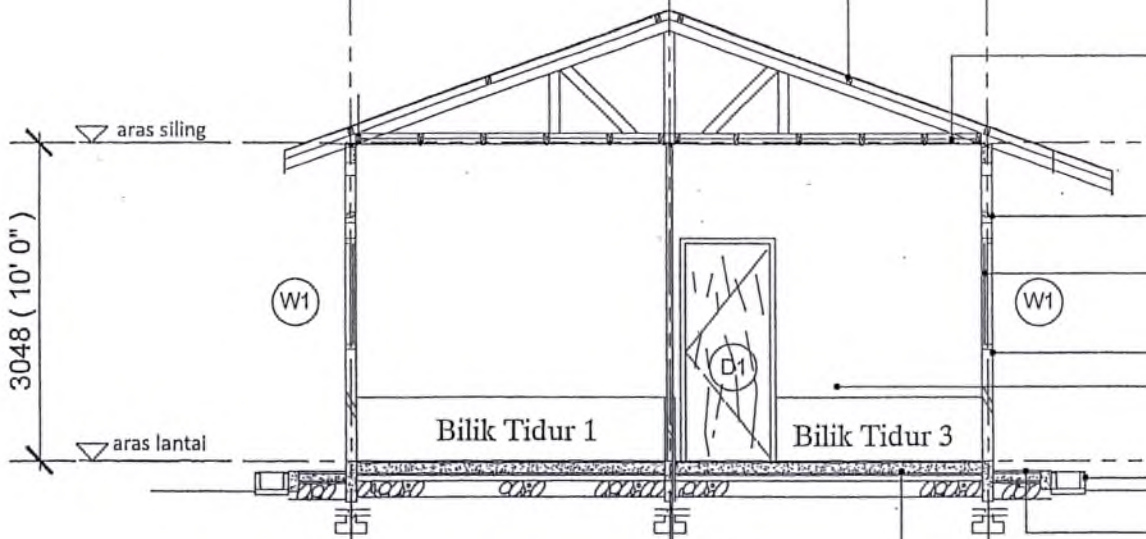 aras siling
3048 ( 10' 0" )
W1
W1
D1
Bilik Tidur 1
Bilik Tidur 3
aras lantai